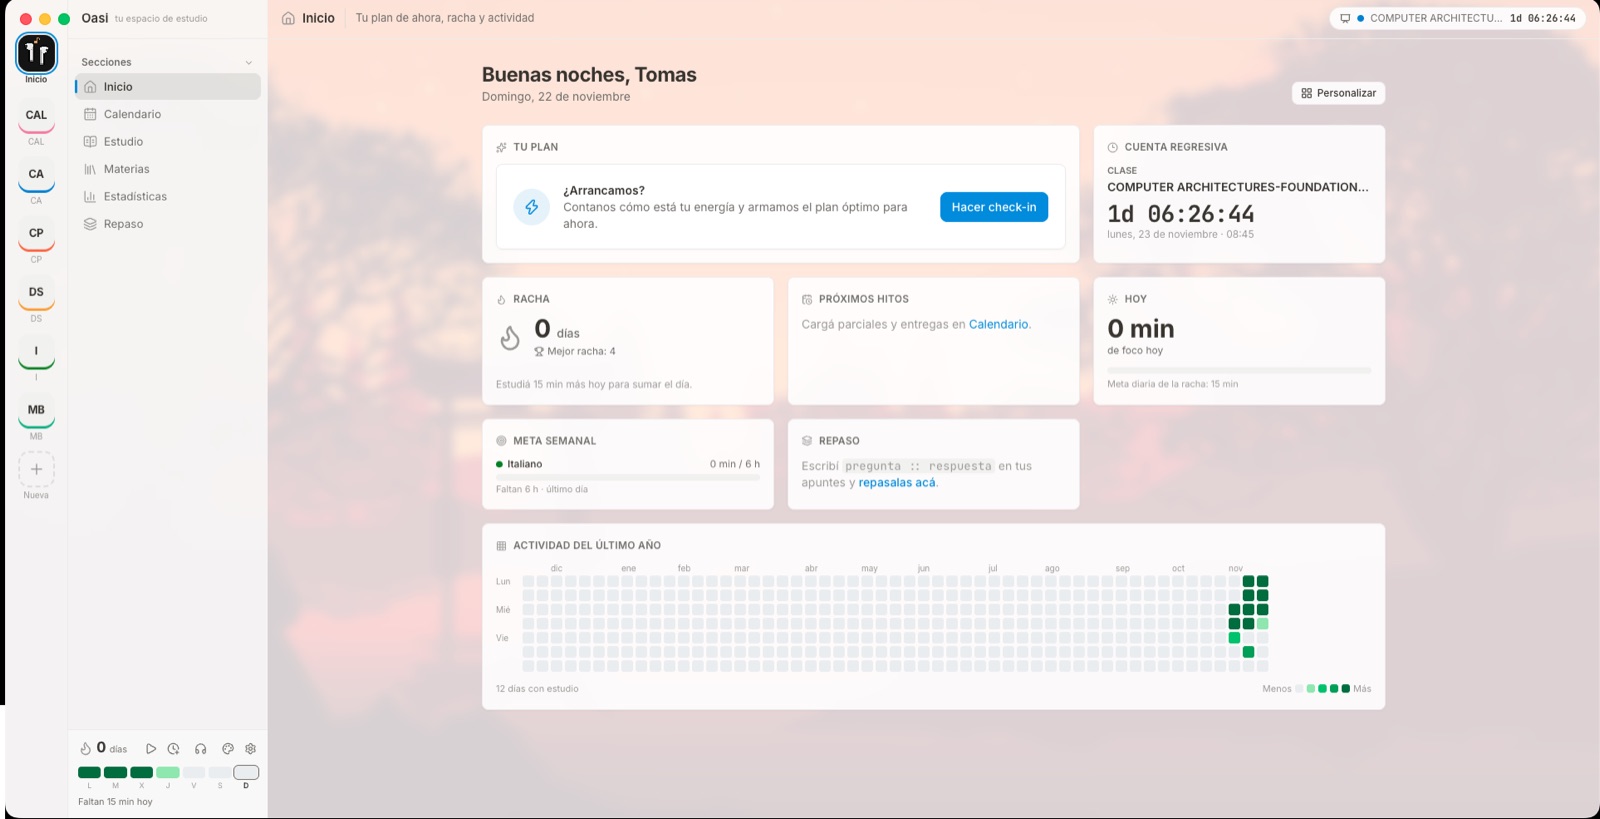 Oasi tu espacio de estudio
Inicio
CAL
CAL
CA
CA
CP
CP
DS
DS
I
I
MB
MB
Nueva
Secciones
Inicio
Calendario
Estudio
Materias
Estadísticas
Repaso
0 días
L M X J V S D
Faltan 15 min hoy
Inicio Tu plan de ahora, racha y actividad
COMPUTER ARCHITECTU... 1d 06:26:44
Buenas noches, Tomas
Domingo, 22 de noviembre
Personalizar
TU PLAN
¿Arrancamos?
Contanos cómo está tu energía y armamos el plan óptimo para
ahora.
Hacer check-in
CUENTA REGRESIVA
CLASE
COMPUTER ARCHITECTURES-FOUNDATION...
1d 06:26:44
lunes, 23 de noviembre · 08:45
RACHA
0 días
Mejor racha: 4
Estudiá 15 min más hoy para sumar el día.
PRÓXIMOS HITOS
Cargá parciales y entregas en Calendario.
HOY
0 min
de foco hoy
Meta diaria de la racha: 15 min
META SEMANAL
Italiano 0 min / 6 h
Faltan 6 h · último día
REPASO
Escribí pregunta :: respuesta en tus
apuntes y repasalas acá.
ACTIVIDAD DEL ÚLTIMO AÑO
dic ene feb mar abr may jun jul ago sep oct nov
Lun
Mié
Vie
12 días con estudio
Menos Más